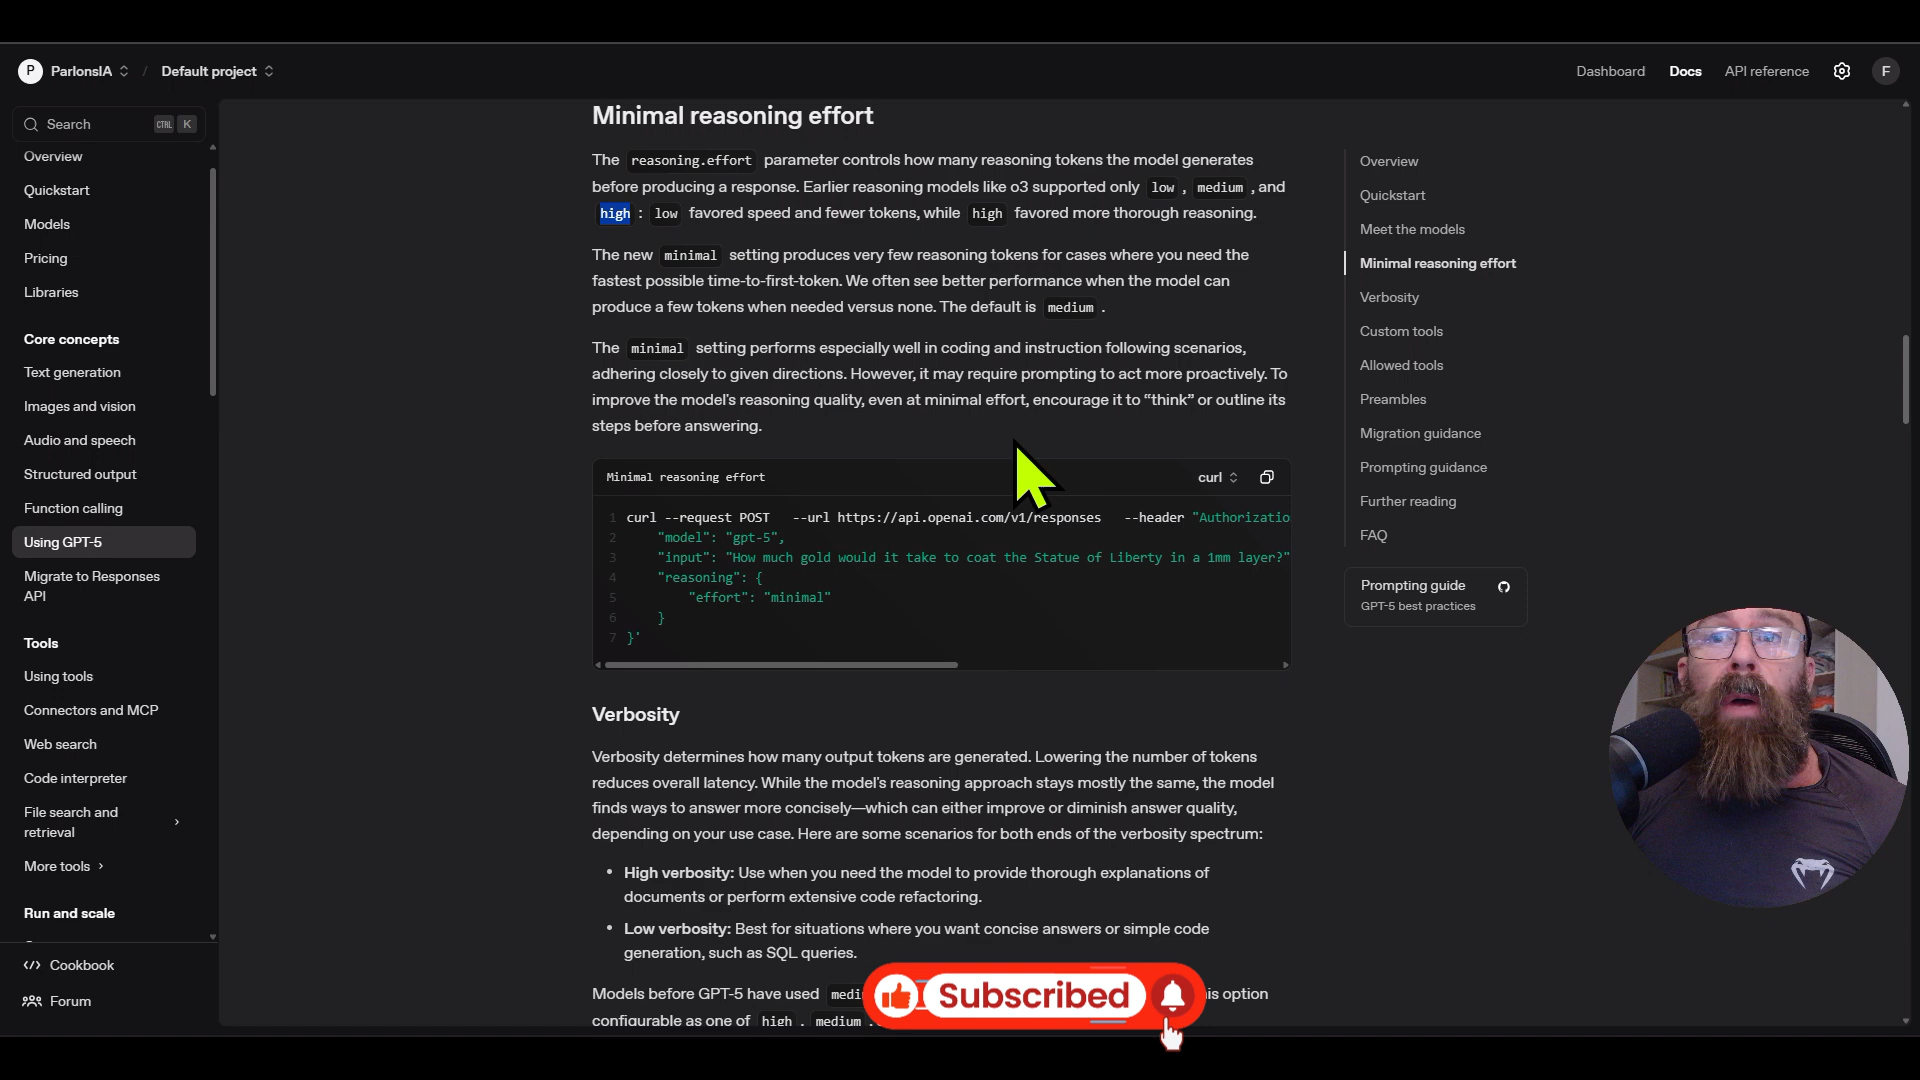 P ParlonsIA / Default project
Dashboard Docs API reference F
Search CTRL K
Overview
Quickstart
Models
Pricing
Libraries
Core concepts
Text generation
Images and vision
Audio and speech
Structured output
Function calling
Using GPT-5
Migrate to Responses
API
Tools
Using tools
Connectors and MCP
Web search
Code interpreter
File search and
retrieval
More tools
Run and scale
Cookbook
Forum
Minimal reasoning effort
The reasoning.effort parameter controls how many reasoning tokens the model generates
before producing a response. Earlier reasoning models like o3 supported only low , medium , and
high : low favored speed and fewer tokens, while high favored more thorough reasoning.
The new minimal setting produces very few reasoning tokens for cases where you need the
fastest possible time-to-first-token. We often see better performance when the model can
produce a few tokens when needed versus none. The default is medium .
The minimal setting performs especially well in coding and instruction following scenarios,
adhering closely to given directions. However, it may require prompting to act more proactively. To
improve the model's reasoning quality, even at minimal effort, encourage it to “think” or outline its
steps before answering.
Minimal reasoning effort curl
1 curl --request POST --url https://api.openai.com/v1/responses --header "Authorizatio
2 "model": "gpt-5",
3 "input": "How much gold would it take to coat the Statue of Liberty in a 1mm layer?"
4 "reasoning": {
5 "effort": "minimal"
6 }
7 }'
Verbosity
Verbosity determines how many output tokens are generated. Lowering the number of tokens
reduces overall latency. While the model's reasoning approach stays mostly the same, the model
finds ways to answer more concisely—which can either improve or diminish answer quality,
depending on your use case. Here are some scenarios for both ends of the verbosity spectrum:
• High verbosity: Use when you need the model to provide thorough explanations of
documents or perform extensive code refactoring.
• Low verbosity: Best for situations where you want concise answers or simple code
generation, such as SQL queries.
Models before GPT-5 have used option
configurable as one of high , medium
Subscribed
Overview
Quickstart
Meet the models
Minimal reasoning effort
Verbosity
Custom tools
Allowed tools
Preambles
Migration guidance
Prompting guidance
Further reading
FAQ
Prompting guide
GPT-5 best practices